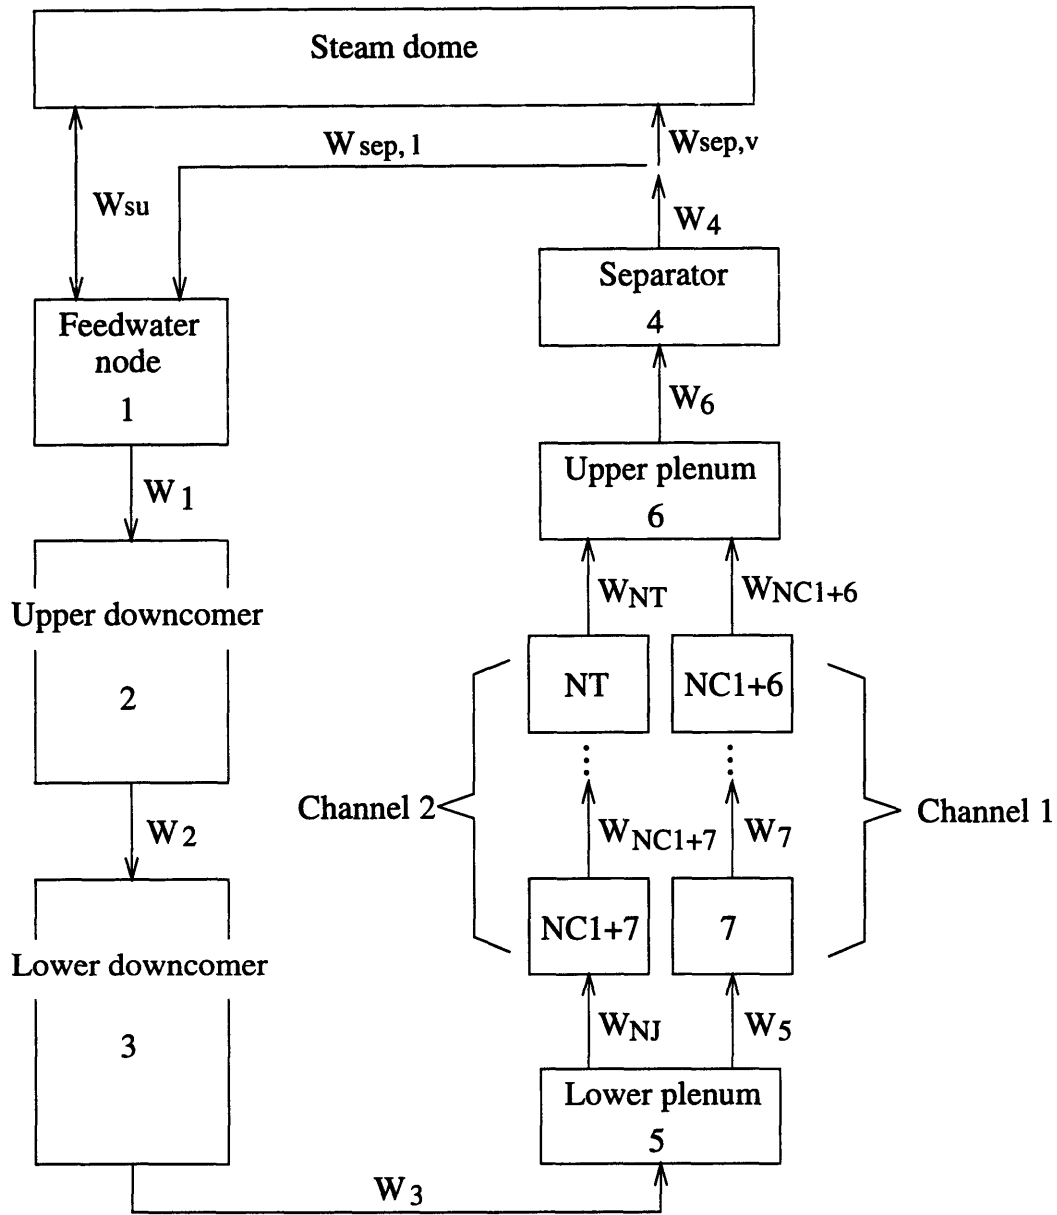 Steam dome
Wsep, l
Wsep,v
Wsu
W4
Separator
4
Feedwater
node
1
W6
W1
Upper plenum
6
WNT
WNC1+6
Upper downcomer
2
NT
NC1+6
Channel 2
Channel 1
W2
WNC1+7
W7
NC1+7
7
Lower downcomer
3
WNJ
W5
Lower plenum
5
W3